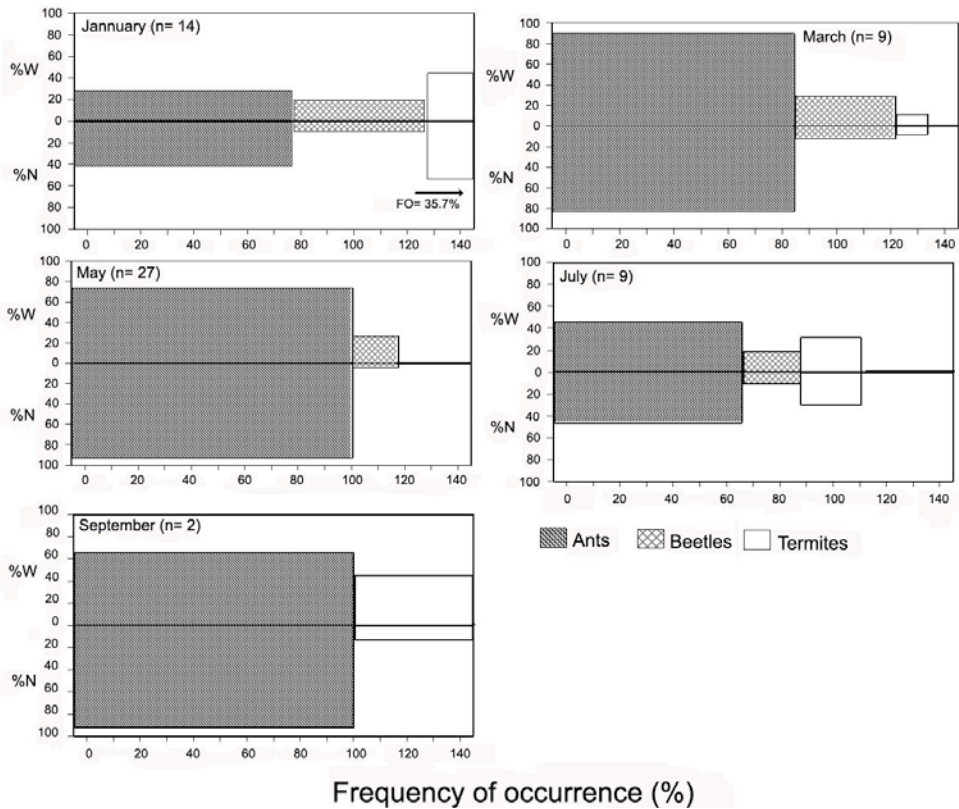 Jannuary (n= 14)
%W
%N
100
80
60
40
20
0
20
40
60
80
100
FO= 35.7%
0 20 40 60 80 100 120 140
March (n= 9)
%W
%N
100
80
60
40
20
0
20
40
60
80
100
0 20 40 60 80 100 120 140
May (n= 27)
%W
%N
100
80
60
40
20
0
20
40
60
80
100
0 20 40 60 80 100 120 140
July (n= 9)
%W
%N
100
80
60
40
20
0
20
40
60
80
100
0 20 40 60 80 100 120 140
September (n= 2)
%W
%N
100
80
60
40
20
0
20
40
60
80
100
0 20 40 60 80 100 120 140
Ants Beetles Termites
Frequency of occurrence (%)